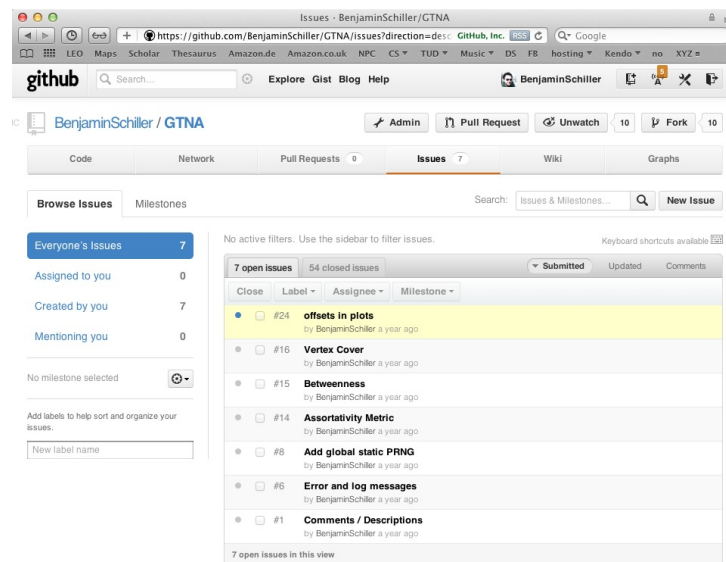 Issues · BenjaminSchiller/GTNA
https://github.com/BenjaminSchiller/GTNA/issues?direction=desc GitHub, Inc. RSS Google
LEO Maps Scholar Thesaurus Amazon.de Amazon.co.uk NPC CS TUD Music DS FB hosting Kendo no XYZ
github Search... Explore Gist Blog Help BenjaminSchiller 5
BenjaminSchiller / GTNA Admin Pull Request Unwatch 10 Fork 10
Code Network Pull Requests 0 Issues 7 Wiki Graphs
Browse Issues Milestones Search: Issues & Milestones... New Issue
Everyone's Issues 7
Assigned to you 0
Created by you 7
Mentioning you 0
No milestone selected
Add labels to help sort and organize your
issues.
New label name
No active filters. Use the sidebar to filter issues. Keyboard shortcuts available
7 open issues 54 closed issues Submitted Updated Comments
Close Label Assignee Milestone
#24 offsets in plots
by BenjaminSchiller a year ago
#16 Vertex Cover
by BenjaminSchiller a year ago
#15 Betweenness
by BenjaminSchiller a year ago
#14 Assortativity Metric
by BenjaminSchiller a year ago
#8 Add global static PRNG
by BenjaminSchiller a year ago
#6 Error and log messages
by BenjaminSchiller a year ago
#1 Comments / Descriptions
by BenjaminSchiller a year ago
7 open issues in this view